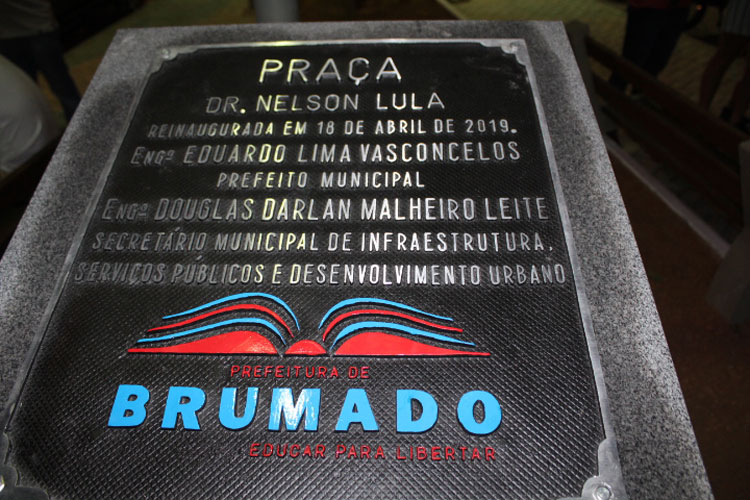 PRAÇA
DR. NELSON LULA
REINAUGURADA EM 18 DE ABRIL DE 2019.
ENGº EDUARDO LIMA VASCONCELOS
PREFEITO MUNICIPAL
ENGº DOUGLAS DARLAN MALHEIRO LEITE
SECRETÁRIO MUNICIPAL DE INFRAESTRUTURA,
SERVIÇOS PÚBLICOS E DESENVOLVIMENTO URBANO
PREFEITURA DE
BRUMADO
EDUCAR PARA LIBERTAR